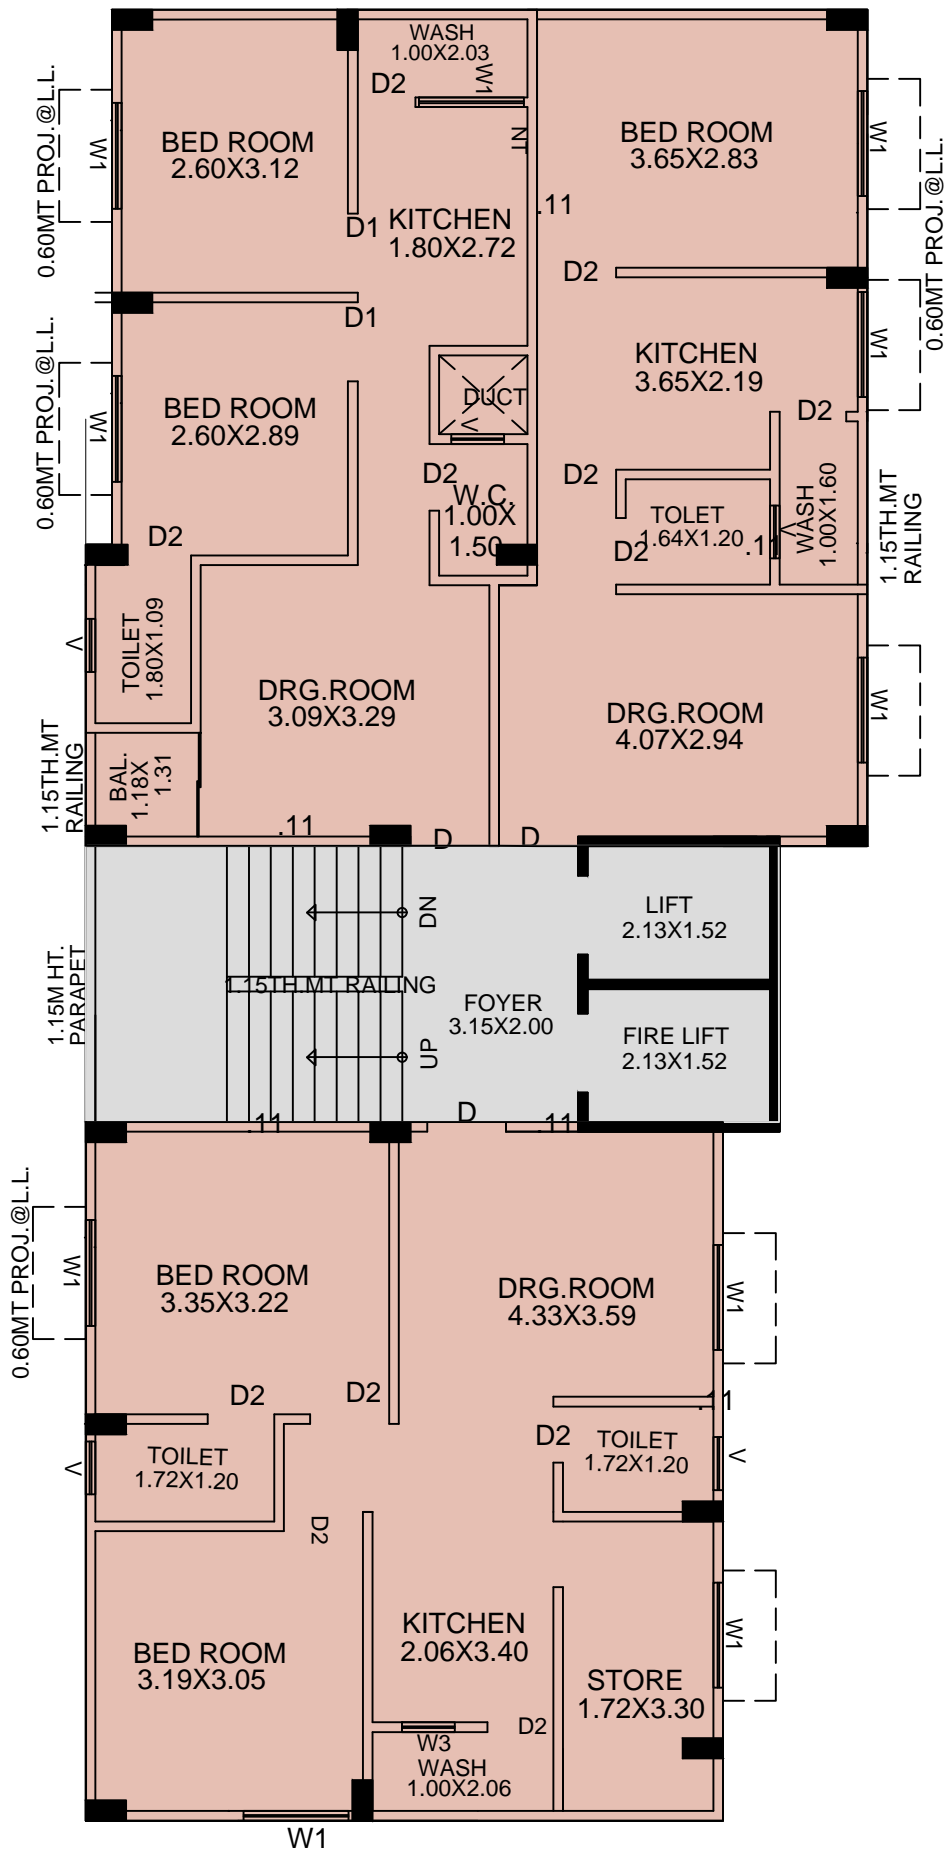 WASH
1.00X2.03
D2
W1
BED ROOM
2.60X3.12
W1
0.60MT PROJ.@L.L.
NT
BED ROOM
3.65X2.83
W1
0.60MT PROJ.@L.L.
.11
D1
KITCHEN
1.80X2.72
D2
D1
KITCHEN
3.65X2.19
W1
BED ROOM
2.60X2.89
W1
0.60MT PROJ.@L.L.
DUCT
V
D2
D2
D2
W.C.
1.00X
1.50
TOLET
1.64X1.20
D2
.11
V
WASH
1.00X1.60
1.15TH.MT
RAILING
D2
TOILET
1.80X1.09
V
DRG.ROOM
3.09X3.29
DRG.ROOM
4.07X2.94
W1
BAL.
1.18X
1.31
1.15TH.MT
RAILING
.11
D
D
DN
LIFT
2.13X1.52
1.15M HT.
PARAPET
1.15TH.MT RAILING
FOYER
3.15X2.00
UP
FIRE LIFT
2.13X1.52
.11
D
.11
BED ROOM
3.35X3.22
W1
0.60MT PROJ.@L.L.
DRG.ROOM
4.33X3.59
W1
D2
D2
.11
TOILET
1.72X1.20
V
D2
TOILET
1.72X1.20
V
D2
BED ROOM
3.19X3.05
KITCHEN
2.06X3.40
STORE
1.72X3.30
W1
W3
D2
WASH
1.00X2.06
W1